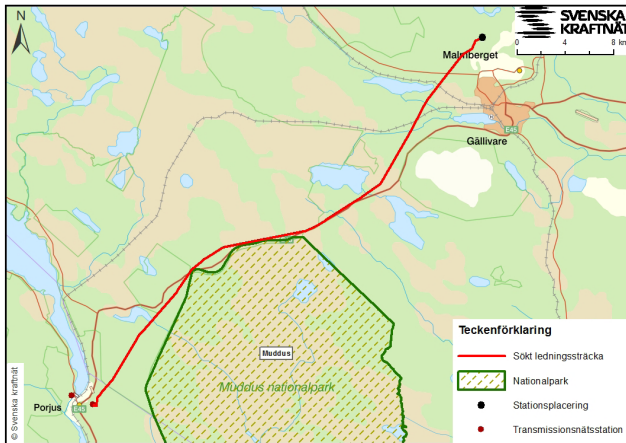 N
SVENSKA
KRAFTNÄT
0 4 8
km
Malmberget
E45
Gällivare
Muddus
Muddus nationalpark
Porjus
E45
© Svenska kraftnät
Teckenförklaring
Sökt ledningssträcka
Nationalpark
Stationsplacering
Transmissionsnätsstation